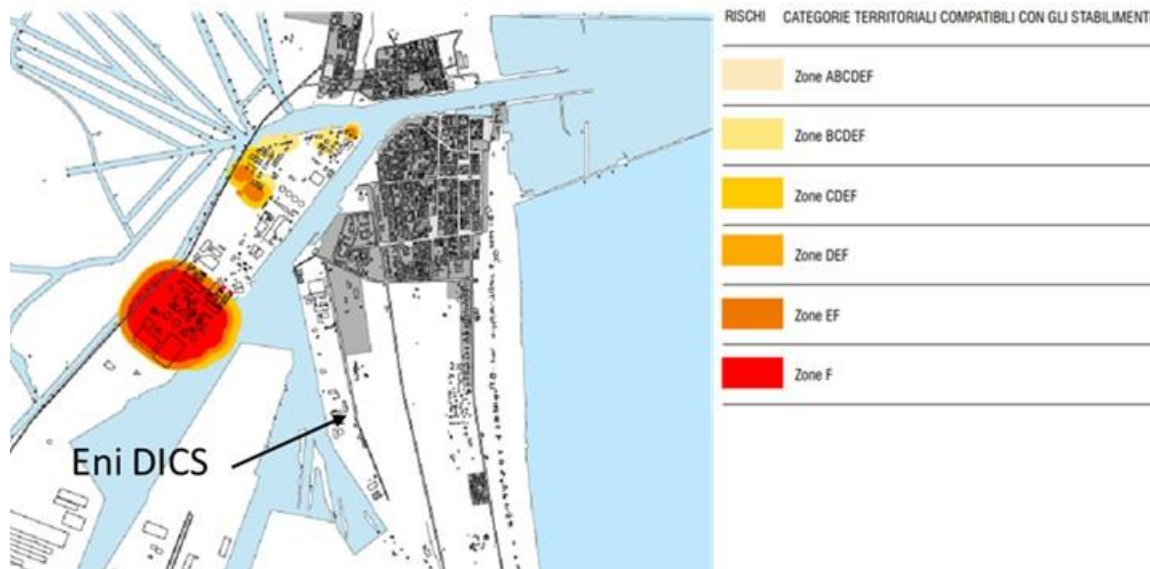 RISCHI CATEGORIE TERRITORIALI COMPATIBILI CON GLI STABILIMENTI
Zone ABCDEF
Zone BCDEF
Zone CDEF
Zone DEF
Zone EF
Zone F
Eni DICS